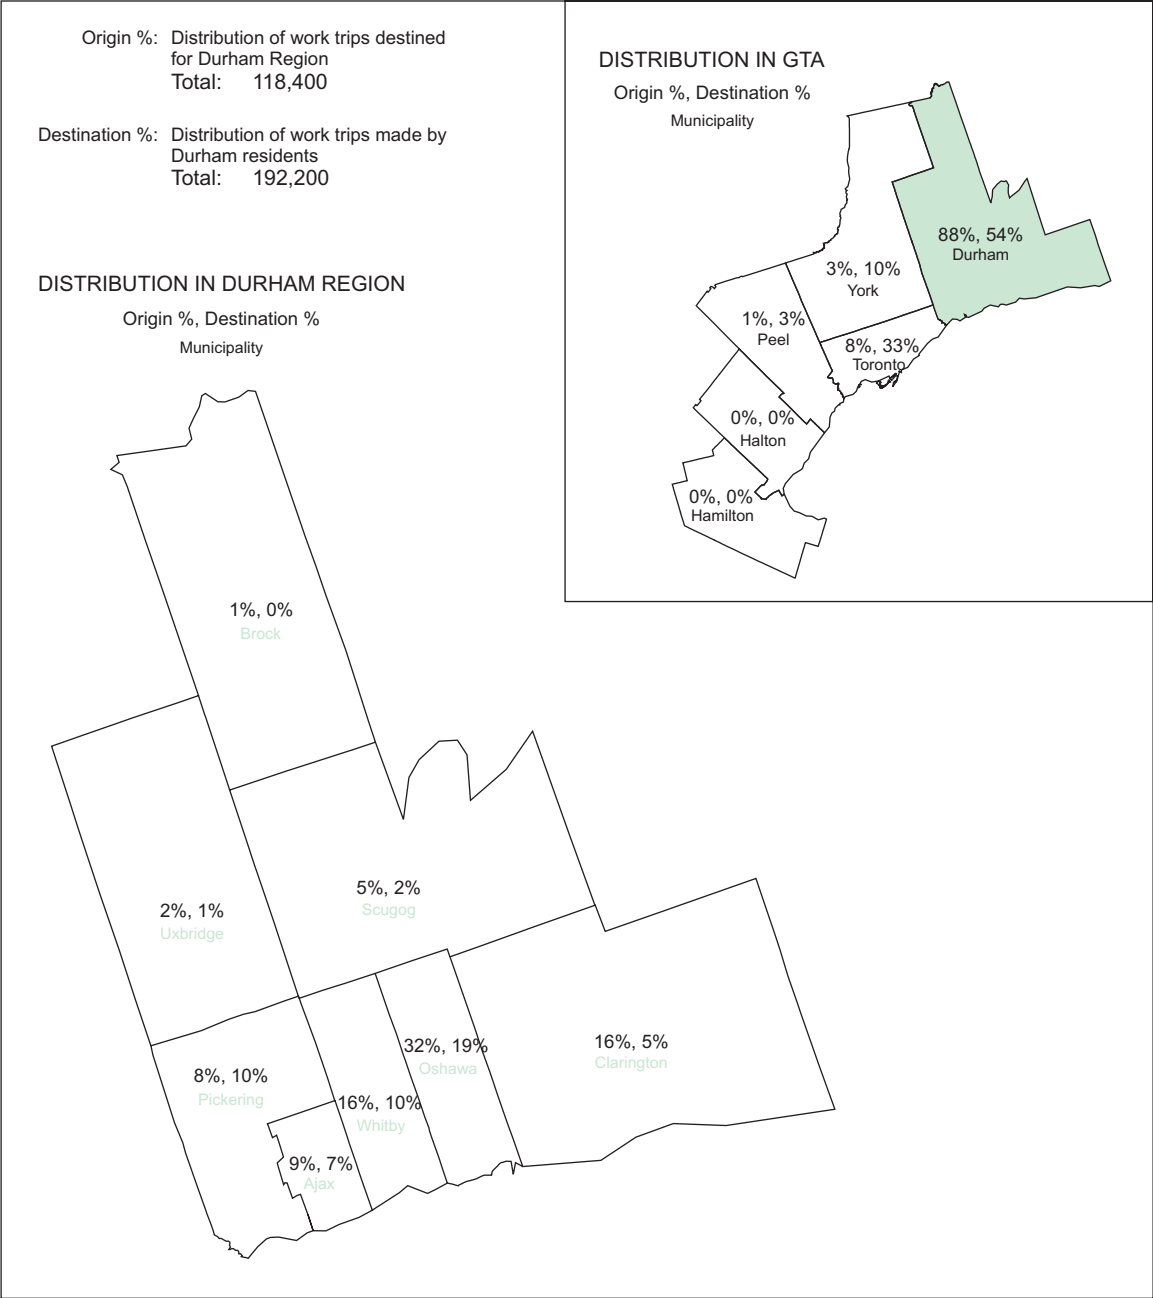 Origin %: Distribution of work trips destined
for Durham Region
Total: 118,400
Destination %: Distribution of work trips made by
Durham residents
Total: 192,200
DISTRIBUTION IN GTA
Origin %, Destination %
Municipality
88%, 54%
Durham
3%, 10%
York
1%, 3%
Peel
8%, 33%
Toronto
0%, 0%
Halton
0%, 0%
Hamilton
DISTRIBUTION IN DURHAM REGION
Origin %, Destination %
Municipality
1%, 0%
Brock
5%, 2%
Scugog
2%, 1%
Uxbridge
32%, 19%
Oshawa
16%, 5%
Clarington
8%, 10%
Pickering
16%, 10%
Whitby
9%, 7%
Ajax